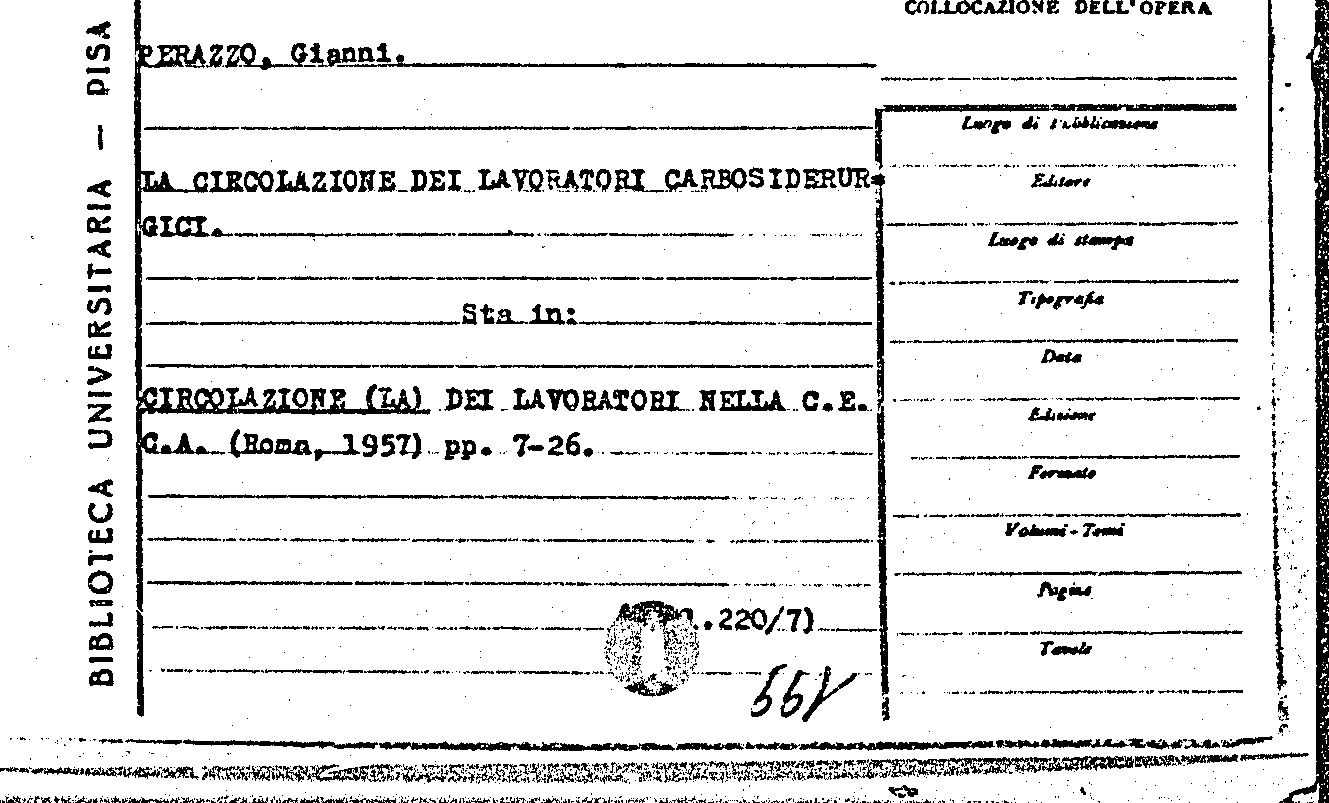 COLLOCAZIONE DELL'OPERA
BIBLIOTECA UNIVERSITARIA — PISA
PERAZZO, Gianni.
LA CIRCOLAZIONE DEI LAVORATORI CARBOSIDERUR=
GICI.
Sta in:
CIRCOLAZIONE (LA) DEI LAVORATORI NELLA C.E.
C.A. (Roma, 1957) pp. 7-26.
.220/7)
Luogo di Pubblicazione
Editore
Luogo di stampa
Tipografia
Data
Edizione
Formato
Volumi - Tomi
Pagine
Tavole